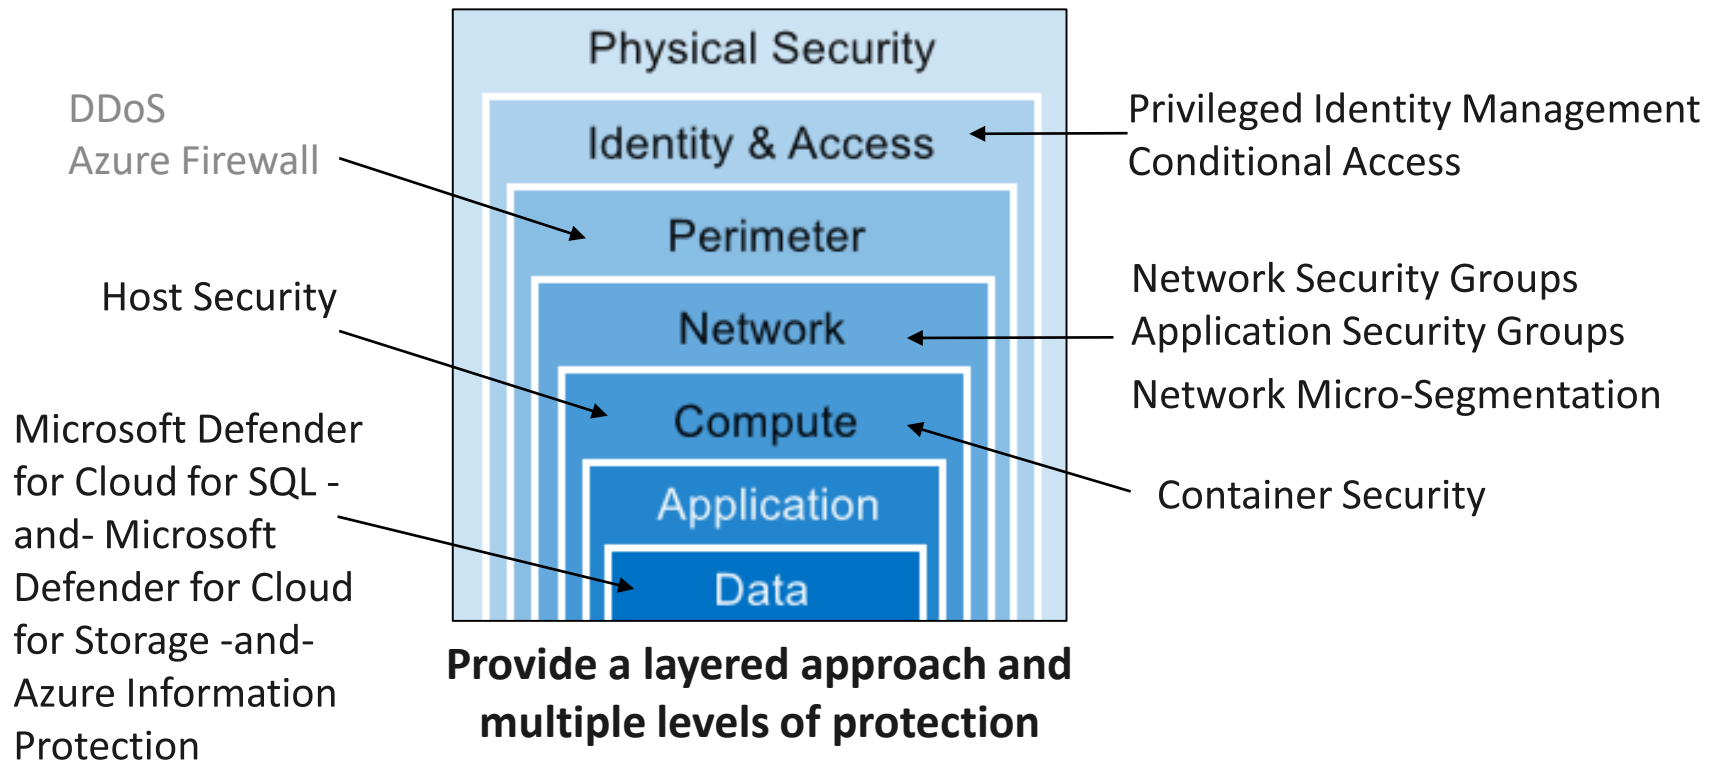 Physical Security
DDoS
Azure Firewall
Identity & Access
Privileged Identity Management
Conditional Access
Perimeter
Host Security
Network
Network Security Groups
Application Security Groups
Network Micro-Segmentation
Compute
Container Security
Microsoft Defender
for Cloud for SQL -
and- Microsoft
Defender for Cloud
for Storage -and-
Azure Information
Protection
Application
Data
Provide a layered approach and
multiple levels of protection